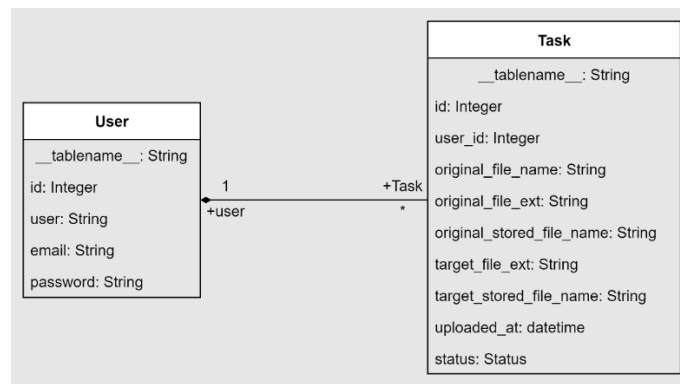 User
__tablename__: String
id: Integer
user: String
email: String
password: String
1
+user
+Task
*
Task
__tablename__: String
id: Integer
user_id: Integer
original_file_name: String
original_file_ext: String
original_stored_file_name: String
target_file_ext: String
target_stored_file_name: String
uploaded_at: datetime
status: Status